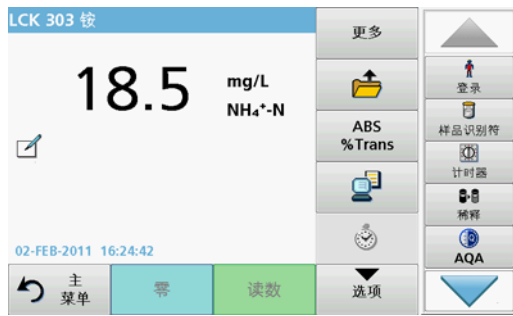 LCK 303 铵
18.5
mg/L
NH₄⁺-N
02-FEB-2011 16:24:42
主
菜单
零
读数
更多
ABS
%Trans
选项
登录
样品识别符
计时器
稀释
AQA